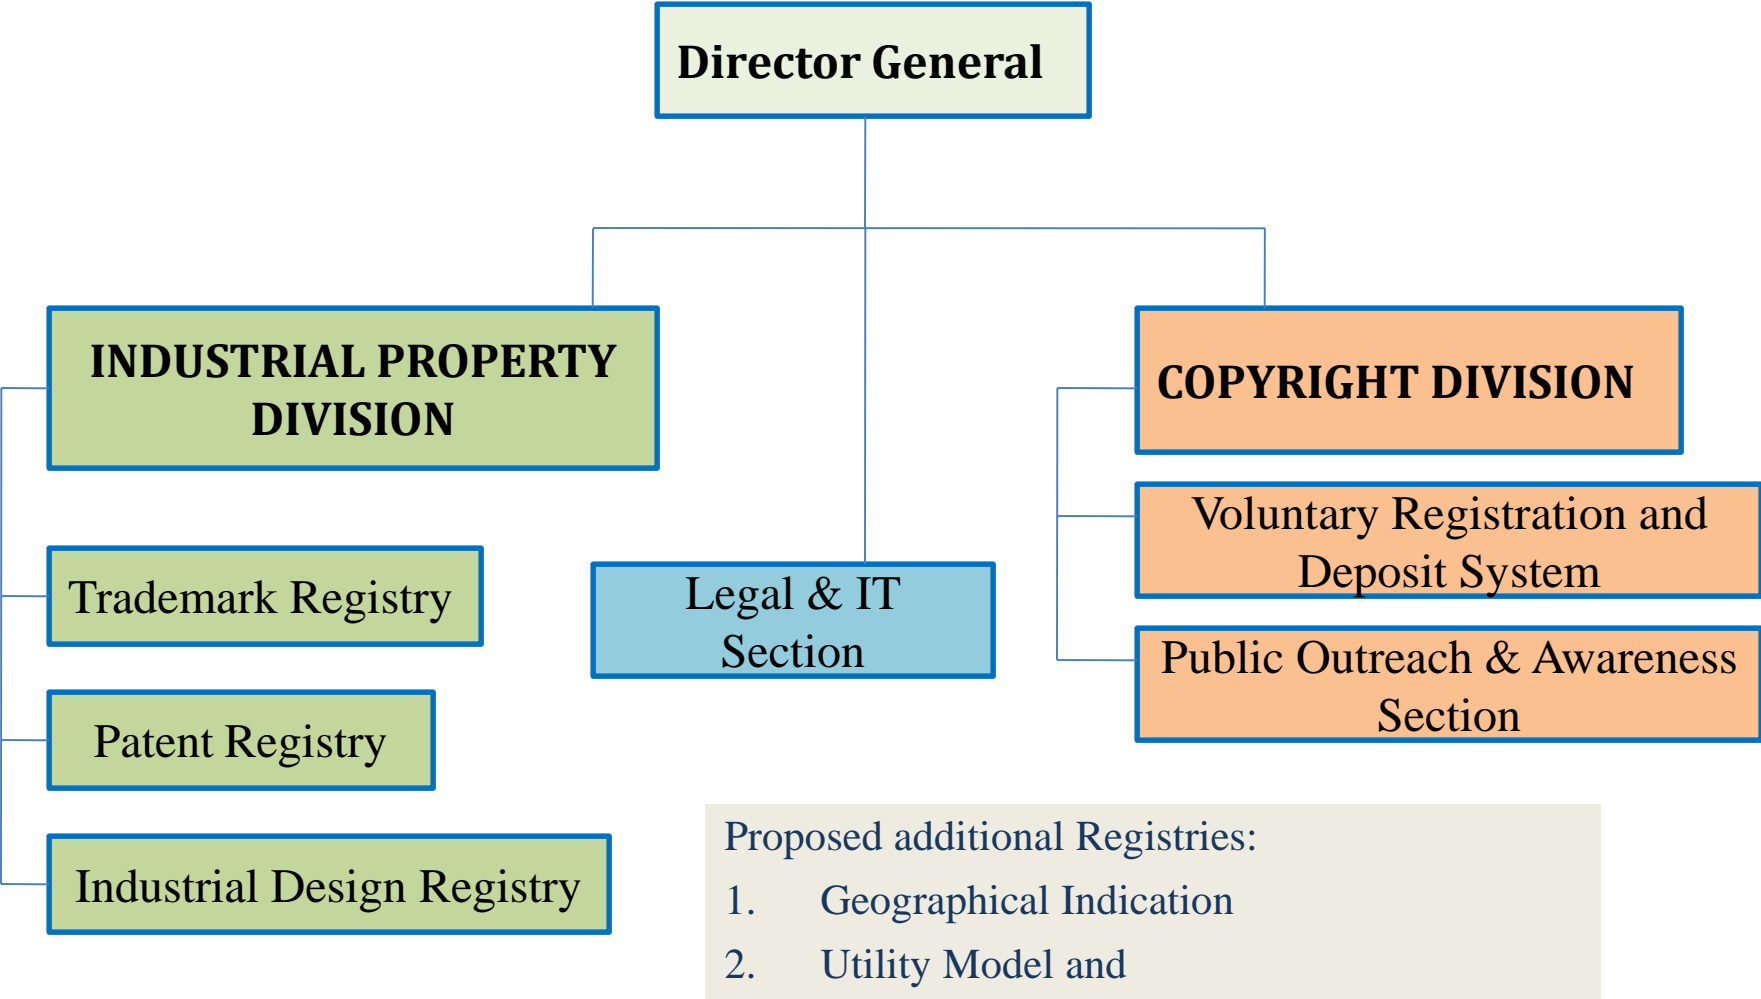 Director General
INDUSTRIAL PROPERTY
DIVISION
COPYRIGHT DIVISION
Trademark Registry
Patent Registry
Industrial Design Registry
Legal & IT
Section
Voluntary Registration and
Deposit System
Public Outreach & Awareness
Section
Proposed additional Registries:
1. Geographical Indication
2. Utility Model and